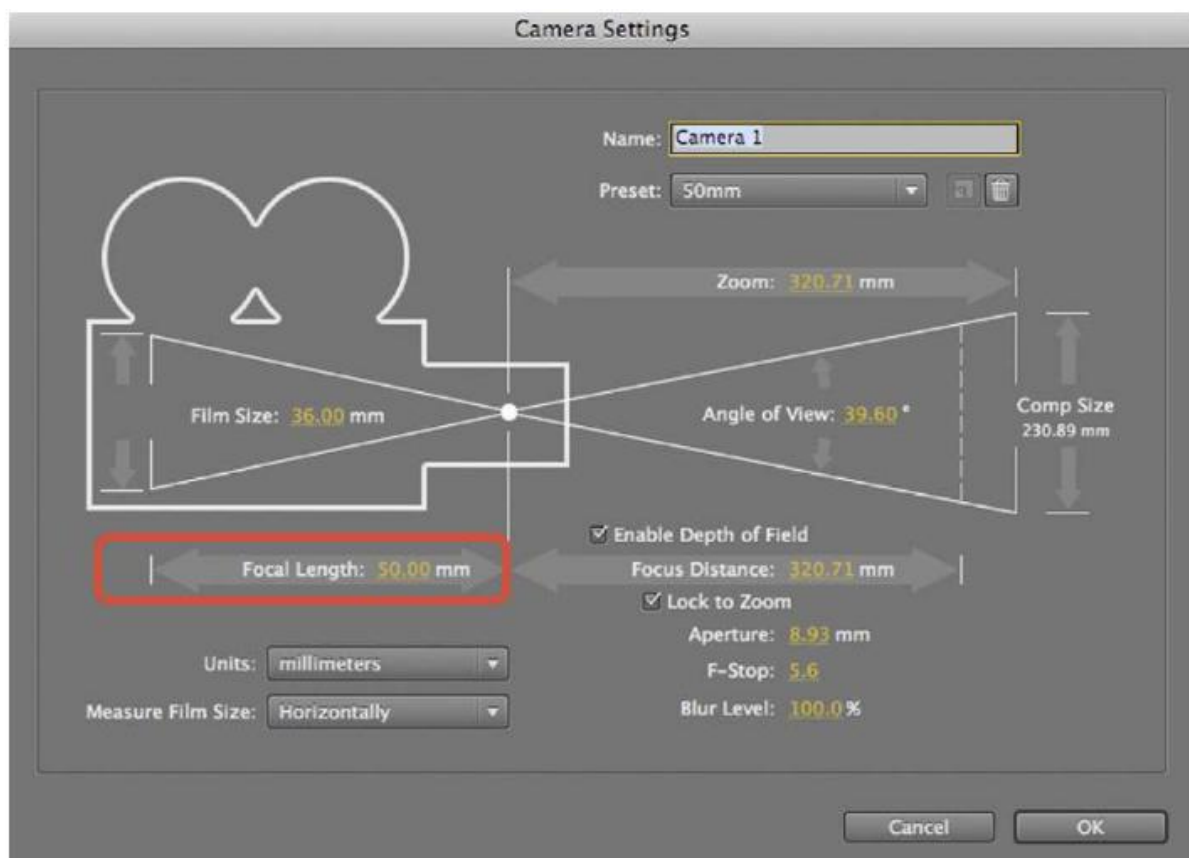 Camera Settings
Name: Camera 1
Preset: 50mm
Zoom: 320.71 mm
Film Size: 36.00 mm
Angle of View: 39.60°
Comp Size
230.89 mm
Enable Depth of Field
Focal Length: 50.00 mm
Focus Distance: 320.71 mm
Lock to Zoom
Aperture: 8.93 mm
Units: millimeters
F-Stop: 5.6
Measure Film Size: Horizontally
Blur Level: 100.0%
Cancel
OK